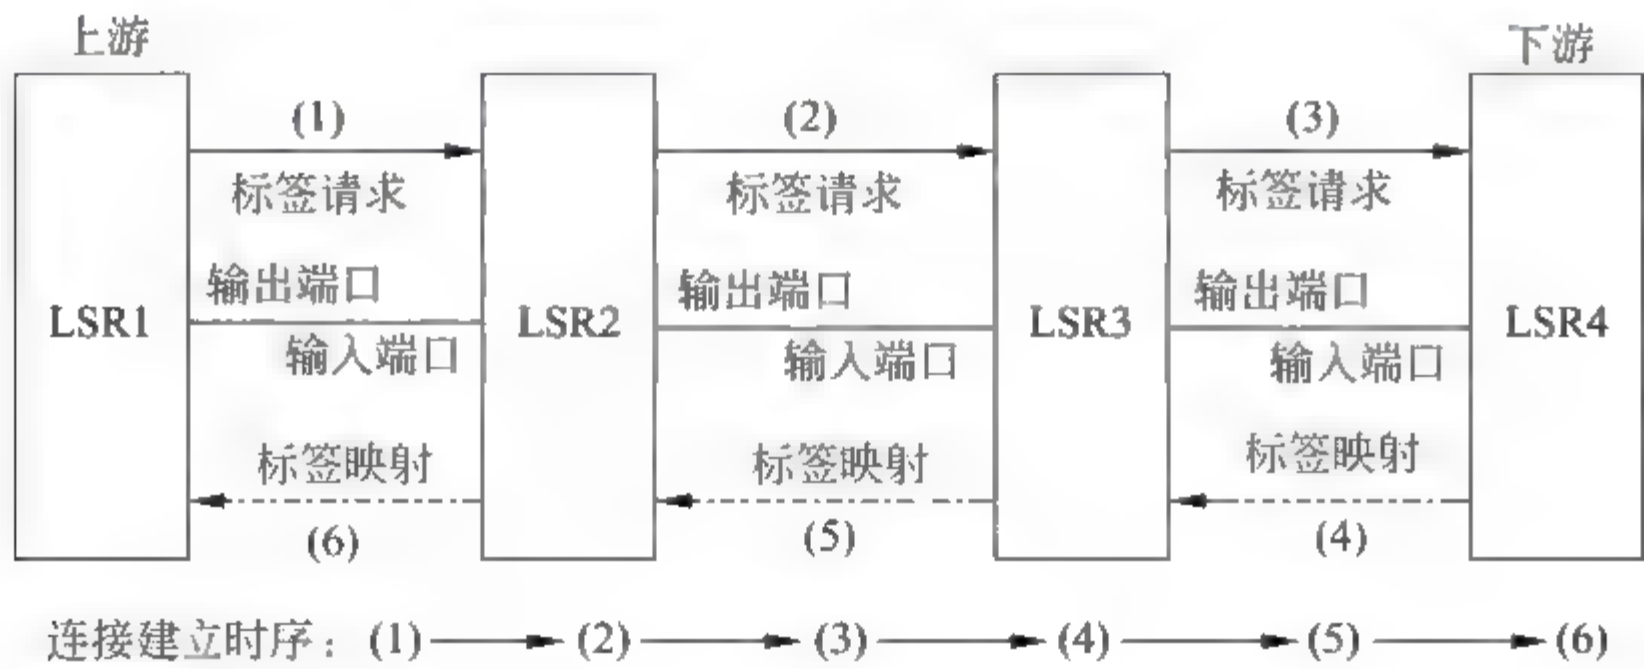 上游 下游
(1) (2) (3)
标签请求 标签请求 标签请求
输出端口 输出端口 输出端口
LSR1 LSR2 LSR3 LSR4
输入端口 输入端口 输入端口
标签映射 标签映射 标签映射
(6) (5) (4)
连接建立时序: (1) (2) (3) (4) (5) (6)